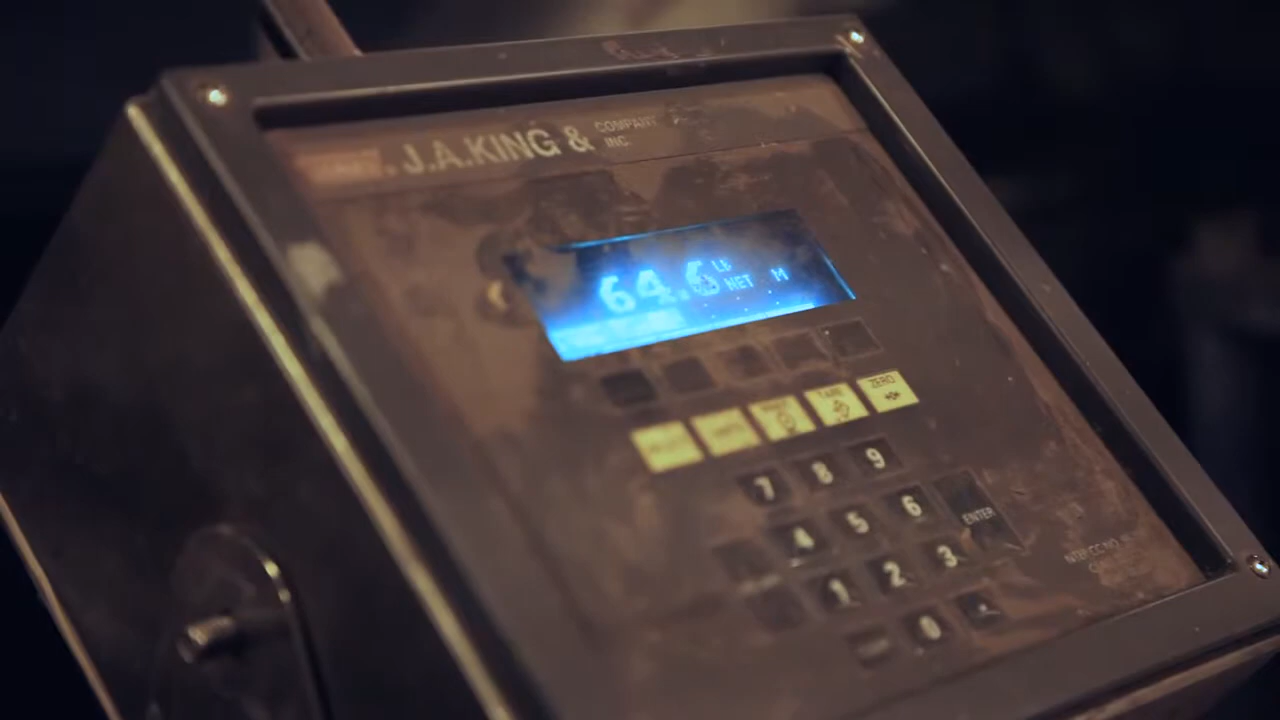 J.A.KING & COMPANY INC
64.6 LB NET M
TARE ZERO
7 8 9
4 5 6 ENTER
1 2 3
0